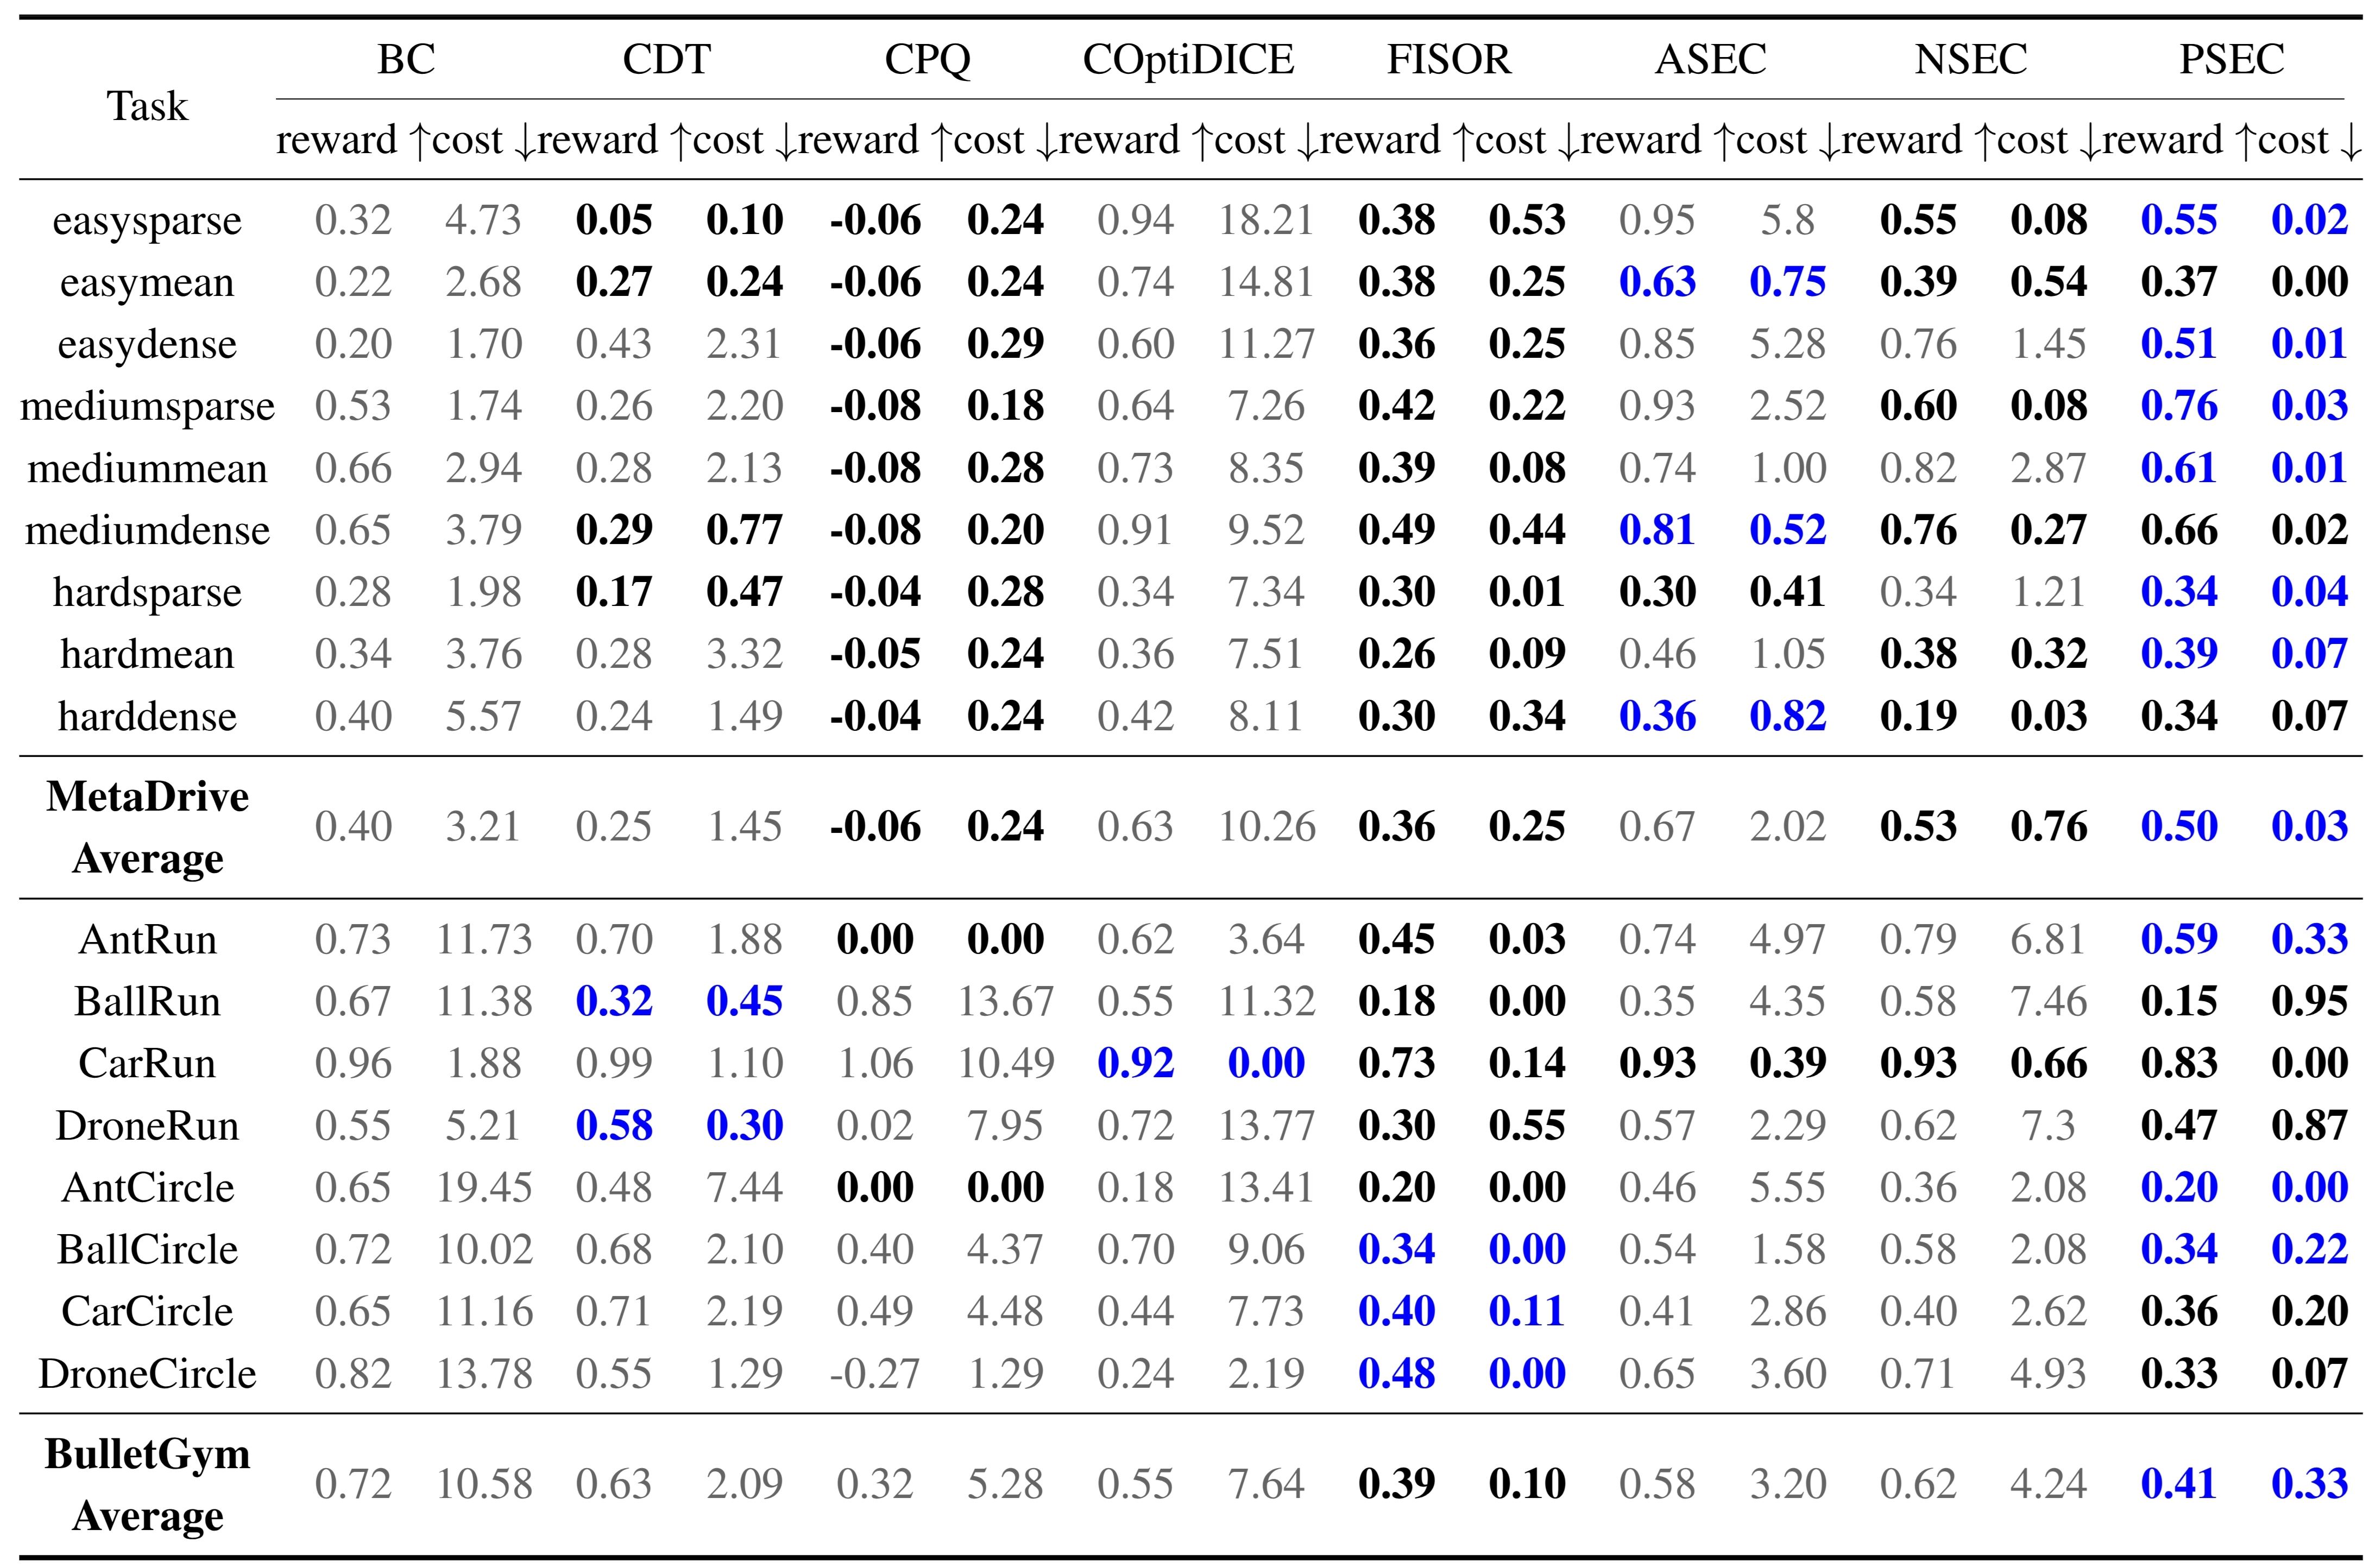 BC CDT CPQ COptiDICE FISOR ASEC NSEC PSEC
Task
reward ↑ cost ↓ reward ↑ cost ↓ reward ↑ cost ↓ reward ↑ cost ↓ reward ↑ cost ↓ reward ↑ cost ↓ reward ↑ cost ↓ reward ↑ cost ↓
easysparse 0.32 4.73 0.05 0.10 -0.06 0.24 0.94 18.21 0.38 0.53 0.95 5.8 0.55 0.08 0.55 0.02
easymean 0.22 2.68 0.27 0.24 -0.06 0.24 0.74 14.81 0.38 0.25 0.63 0.75 0.39 0.54 0.37 0.00
easydense 0.20 1.70 0.43 2.31 -0.06 0.29 0.60 11.27 0.36 0.25 0.85 5.28 0.76 1.45 0.51 0.01
mediumsparse 0.53 1.74 0.26 2.20 -0.08 0.18 0.64 7.26 0.42 0.22 0.93 2.52 0.60 0.08 0.76 0.03
mediummean 0.66 2.94 0.28 2.13 -0.08 0.28 0.73 8.35 0.39 0.08 0.74 1.00 0.82 2.87 0.61 0.01
mediumdense 0.65 3.79 0.29 0.77 -0.08 0.20 0.91 9.52 0.49 0.44 0.81 0.52 0.76 0.27 0.66 0.02
hardsparse 0.28 1.98 0.17 0.47 -0.04 0.28 0.34 7.34 0.30 0.01 0.30 0.41 0.34 1.21 0.34 0.04
hardmean 0.34 3.76 0.28 3.32 -0.05 0.24 0.36 7.51 0.26 0.09 0.46 1.05 0.38 0.32 0.39 0.07
harddense 0.40 5.57 0.24 1.49 -0.04 0.24 0.42 8.11 0.30 0.34 0.36 0.82 0.19 0.03 0.34 0.07
MetaDrive
Average 0.40 3.21 0.25 1.45 -0.06 0.24 0.63 10.26 0.36 0.25 0.67 2.02 0.53 0.76 0.50 0.03
AntRun 0.73 11.73 0.70 1.88 0.00 0.00 0.62 3.64 0.45 0.03 0.74 4.97 0.79 6.81 0.59 0.33
BallRun 0.67 11.38 0.32 0.45 0.85 13.67 0.55 11.32 0.18 0.00 0.35 4.35 0.58 7.46 0.15 0.95
CarRun 0.96 1.88 0.99 1.10 1.06 10.49 0.92 0.00 0.73 0.14 0.93 0.39 0.93 0.66 0.83 0.00
DroneRun 0.55 5.21 0.58 0.30 0.02 7.95 0.72 13.77 0.30 0.55 0.57 2.29 0.62 7.3 0.47 0.87
AntCircle 0.65 19.45 0.48 7.44 0.00 0.00 0.18 13.41 0.20 0.00 0.46 5.55 0.36 2.08 0.20 0.00
BallCircle 0.72 10.02 0.68 2.10 0.40 4.37 0.70 9.06 0.34 0.00 0.54 1.58 0.58 2.08 0.34 0.22
CarCircle 0.65 11.16 0.71 2.19 0.49 4.48 0.44 7.73 0.40 0.11 0.41 2.86 0.40 2.62 0.36 0.20
DroneCircle 0.82 13.78 0.55 1.29 -0.27 1.29 0.24 2.19 0.48 0.00 0.65 3.60 0.71 4.93 0.33 0.07
BulletGym
Average 0.72 10.58 0.63 2.09 0.32 5.28 0.55 7.64 0.39 0.10 0.58 3.20 0.62 4.24 0.41 0.33